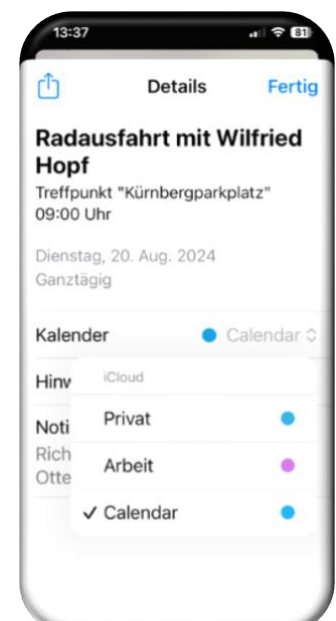 13:37
81
Details
Fertig
Radausfahrt mit Wilfried
Hopf
Treffpunkt "Kürnbergparkplatz"
09:00 Uhr
Dienstag, 20. Aug. 2024
Ganztägig
Kalender
Calendar
Hinw
iCloud
Noti
Privat
Rich
Arbeit
Otte
Calendar